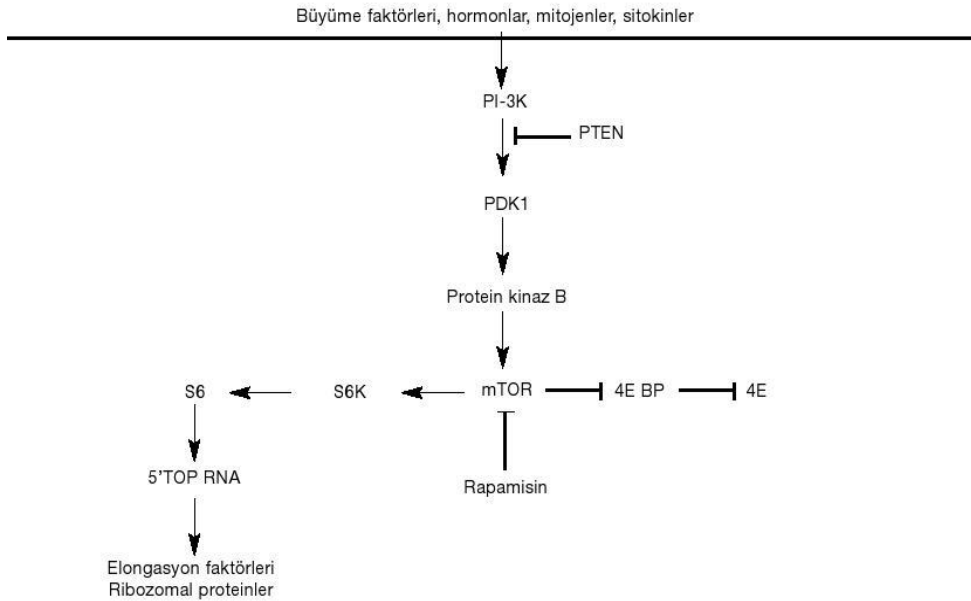 Büyüme faktörleri, hormonlar, mitojenler, sitokinler
PI-3K
PTEN
PDK1
Protein kinaz B
S6
S6K
mTOR
4E BP
4E
5'TOP RNA
Rapamisin
Elongasyon faktörleri
Ribozomal proteinler